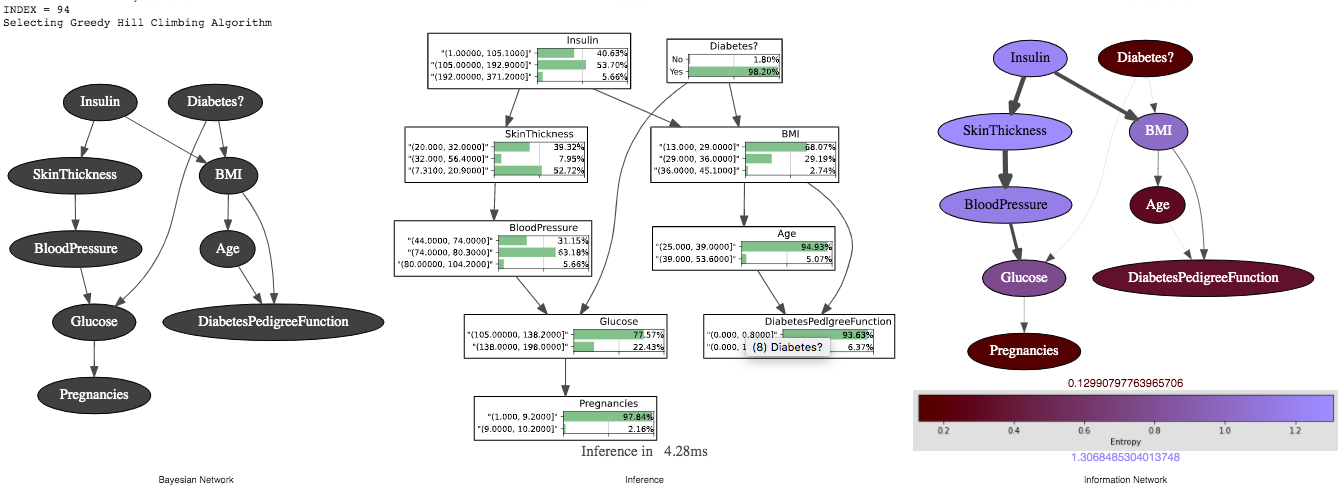 INDEX = 94
Selecting Greedy Hill Climbing Algorithm
Insulin
Diabetes?
SkinThickness
BMI
BloodPressure
Age
Glucose
DiabetesPedigreeFunction
Pregnancies
Bayesian Network
Insulin
"(1.00000, 105.1000]" 40.63%
"(105.00000, 192.9000]" 53.70%
"(192.00000, 371.2000]" 5.66%
Diabetes?
No 1.80%
Yes 98.20%
SkinThickness
"(20.000, 32.0000]" 39.32%
"(32.000, 56.4000]" 7.95%
"(7.3100, 20.9000]" 52.72%
BMI
"(13.000, 29.0000]" 68.07%
"(29.000, 36.0000]" 29.19%
"(36.0000, 45.1000]" 2.74%
BloodPressure
"(44.0000, 74.0000]" 31.15%
"(74.0000, 80.3000]" 63.18%
"(80.00000, 104.2000]" 5.66%
Age
"(25.000, 39.0000]" 94.93%
"(39.000, 53.6000]" 5.07%
Glucose
"(105.00000, 138.2000]" 77.57%
"(138.0000, 198.0000]" 22.43%
DiabetesPedigreeFunction
"(0.000, 0.8000]" 93.63%
"(0.000, 1 6.37%
(8) Diabetes?
Pregnancies
"(1.000, 9.2000]" 97.84%
"(9.0000, 10.2000]" 2.16%
Inference in 4.28ms
Inference
Insulin
Diabetes?
SkinThickness
BMI
BloodPressure
Age
Glucose
DiabetesPedigreeFunction
Pregnancies
0.12990797763965706
0.2 0.4 0.6 0.8 1.0 1.2
Entropy
1.3068485304013748
Information Network